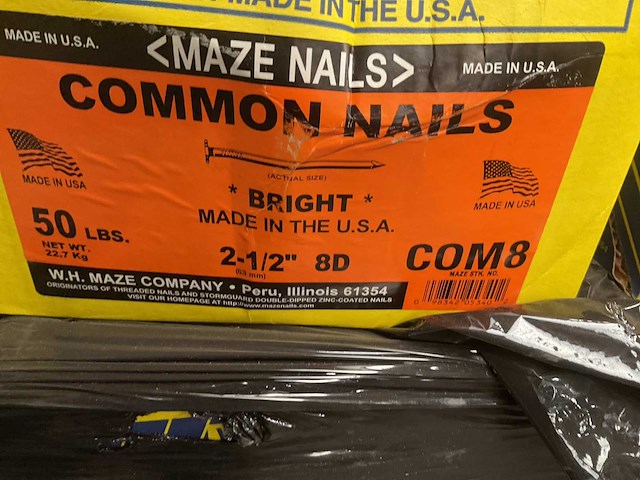 MADE IN THE U.S.A.
MADE IN U.S.A.
<MAZE NAILS>
MADE IN U.S.A.
COMMON NAILS
(ACTUAL SIZE)
MADE IN USA
MADE IN USA
* BRIGHT *
MADE IN THE U.S.A.
50 LBS.
NET WT.
22.7 Kg
2-1/2" 8D
(63 mm)
COM8
MAZE STK. NO.
W.H. MAZE COMPANY • Peru, Illinois 61354
ORIGINATORS OF THREADED NAILS AND STORMGUARD DOUBLE-DIPPED ZINC-COATED NAILS
VISIT OUR HOMEPAGE AT http://www.mazenails.com